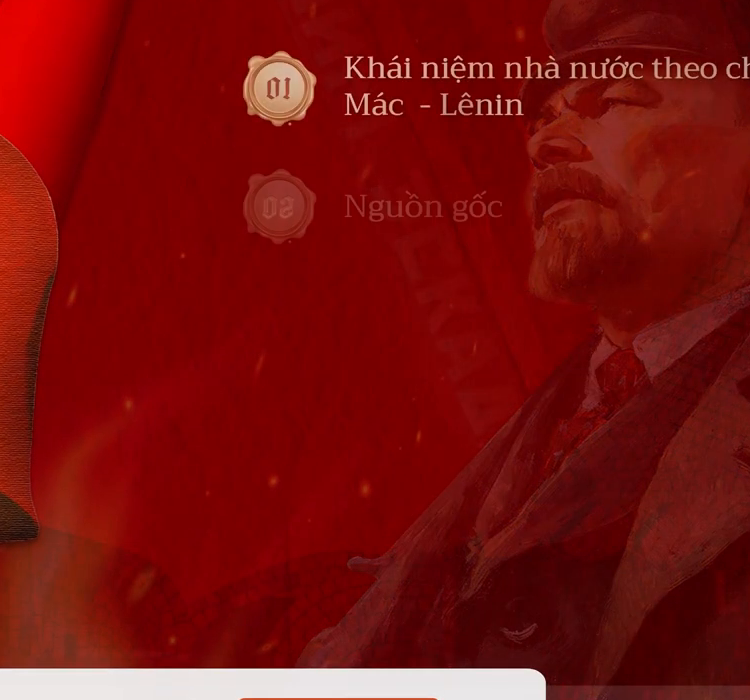 01
Khái niệm nhà nước theo ch
Mác - Lênin
02
Nguồn gốc